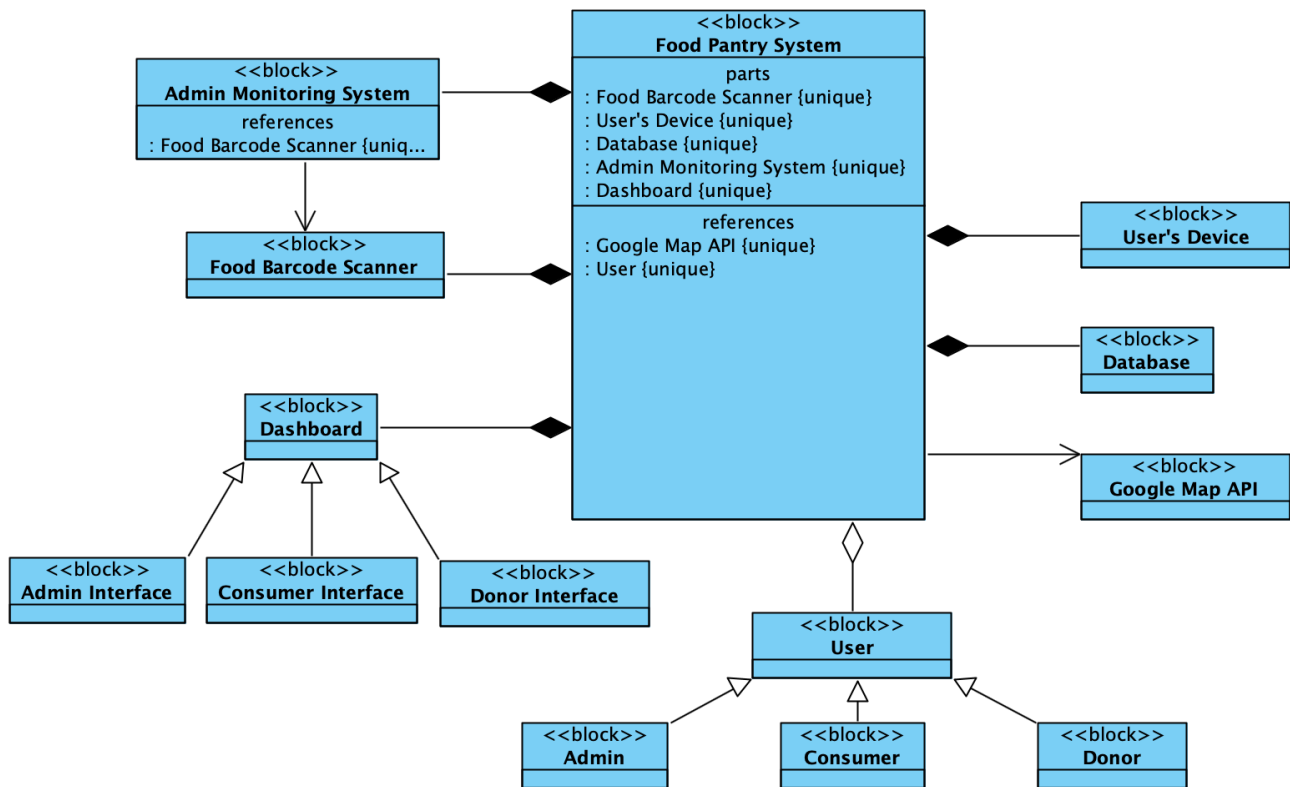 <<block>>
Food Pantry System
parts
: Food Barcode Scanner {unique}
: User's Device {unique}
: Database {unique}
: Admin Monitoring System {unique}
: Dashboard {unique}
references
: Google Map API {unique}
: User {unique}
<<block>>
Admin Monitoring System
references
: Food Barcode Scanner {uniq...
<<block>>
Food Barcode Scanner
<<block>>
User's Device
<<block>>
Database
<<block>>
Dashboard
<<block>>
Google Map API
<<block>>
Admin Interface
<<block>>
Consumer Interface
<<block>>
Donor Interface
<<block>>
User
<<block>>
Admin
<<block>>
Consumer
<<block>>
Donor